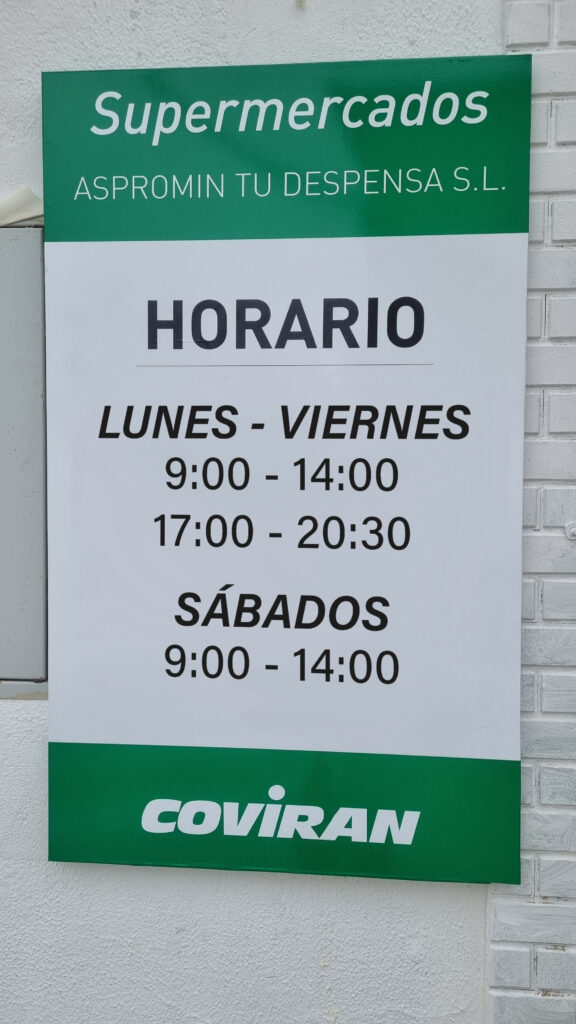 Supermercados
ASPROMIN TU DESPENSA S.L.
HORARIO
LUNES - VIERNES
9:00 - 14:00
17:00 - 20:30
SÁBADOS
9:00 - 14:00
COVIRAN